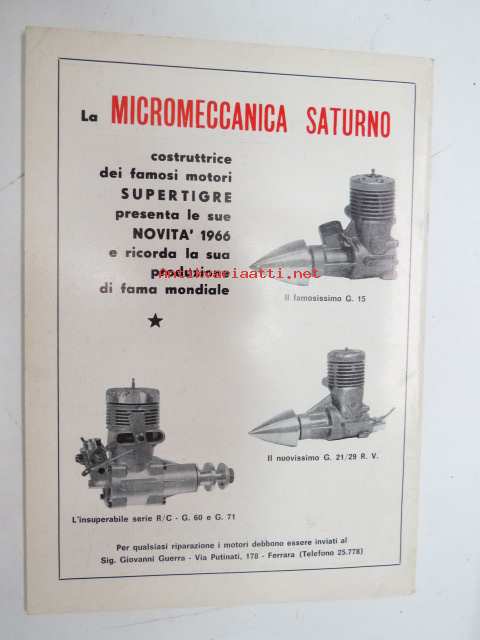 La MICROMECCANICA SATURNO
costruttrice
dei famosi motori
SUPERTIGRE
presenta le sue
NOVITA' 1966
e ricorda la sua
produzione
di fama mondiale
Il famosissimo G. 15
Il nuovissimo G. 21/29 R. V.
L'insuperabile serie R/C - G. 60 e G. 71
Per qualsiasi riparazione i motori debbono essere inviati al
Sig. Giovanni Guerra - Via Putinati, 178 - Ferrara (Telefono 25.778)